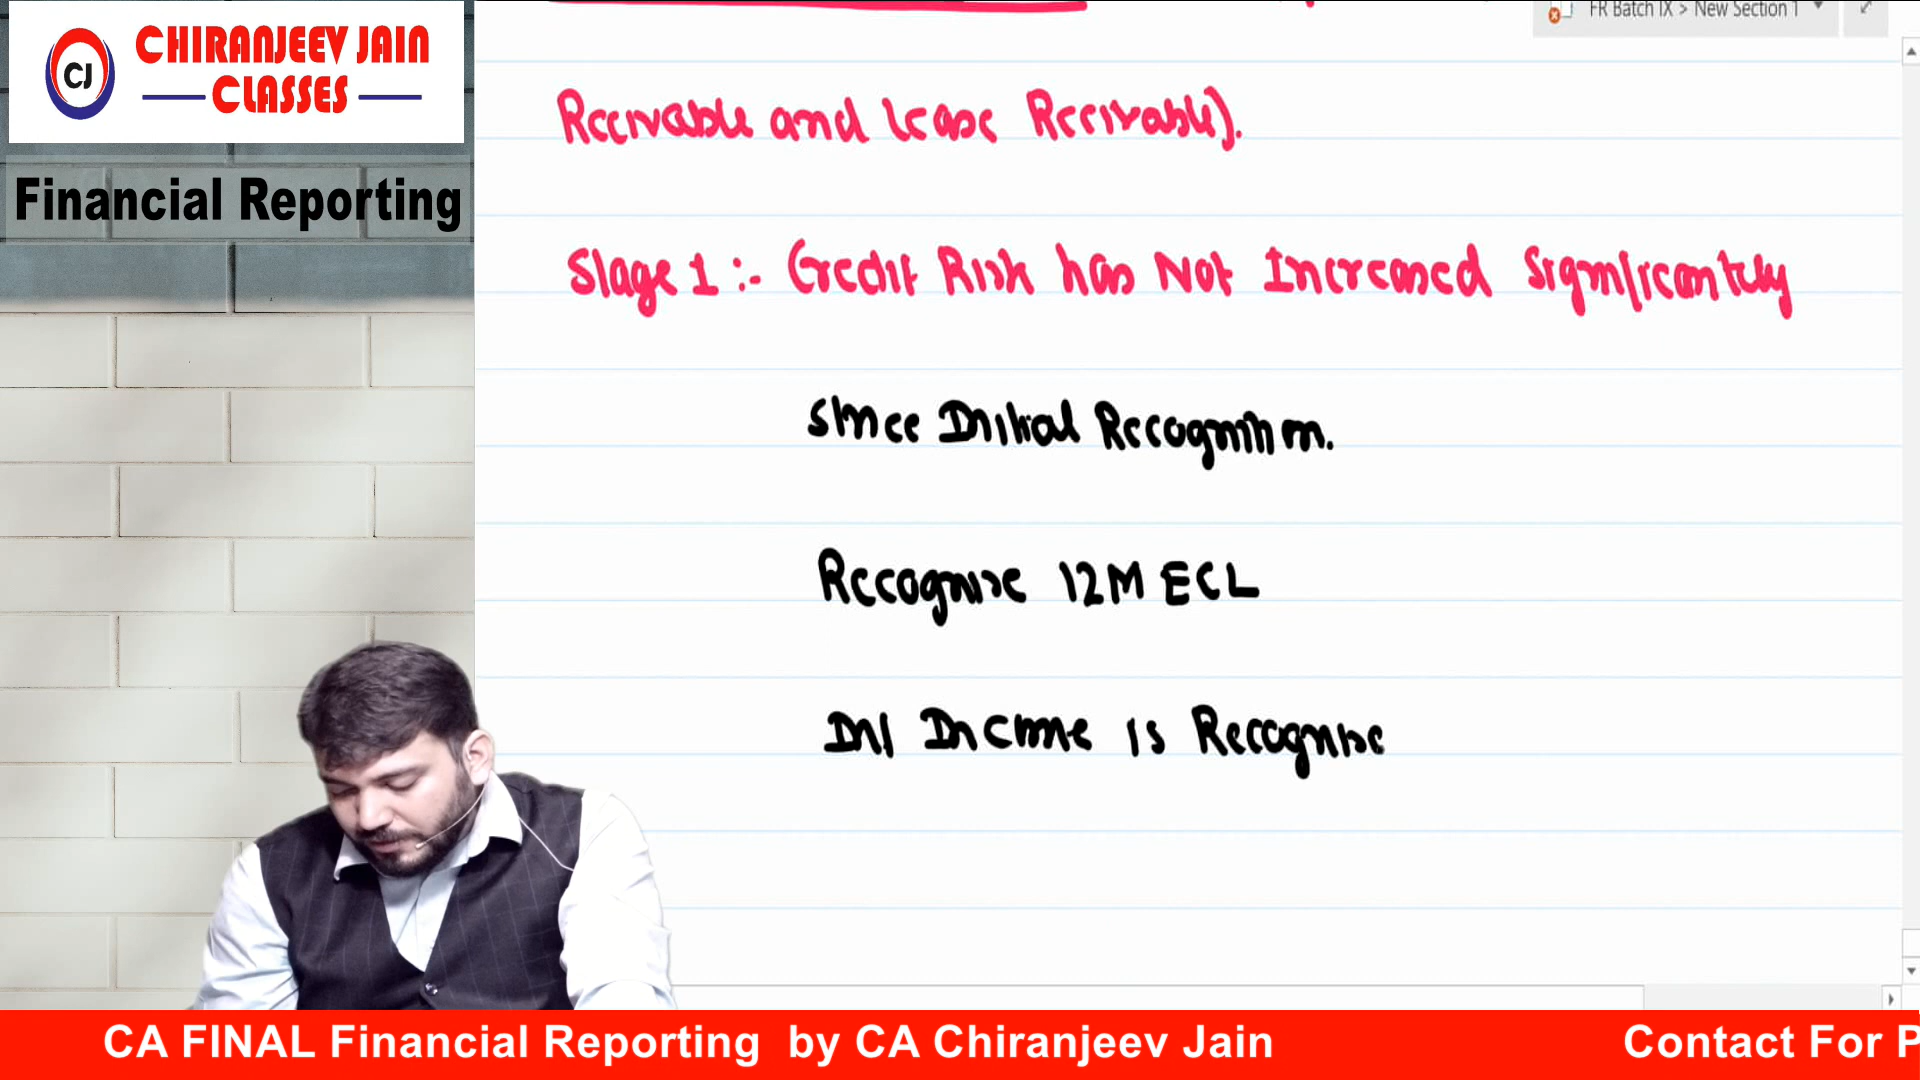 CHIRANJEEV JAIN
CLASSES
CJ
Financial Reporting
FR Batch IX > New Section 1
Receivable and lease Receivable).
Stage 1 :- Credit Risk has Not Increased Significantly
Since Initial Recognition.
Recognise 12M ECL
Int Income is Recognise
CA FINAL Financial Reporting by CA Chiranjeev Jain
Contact For P